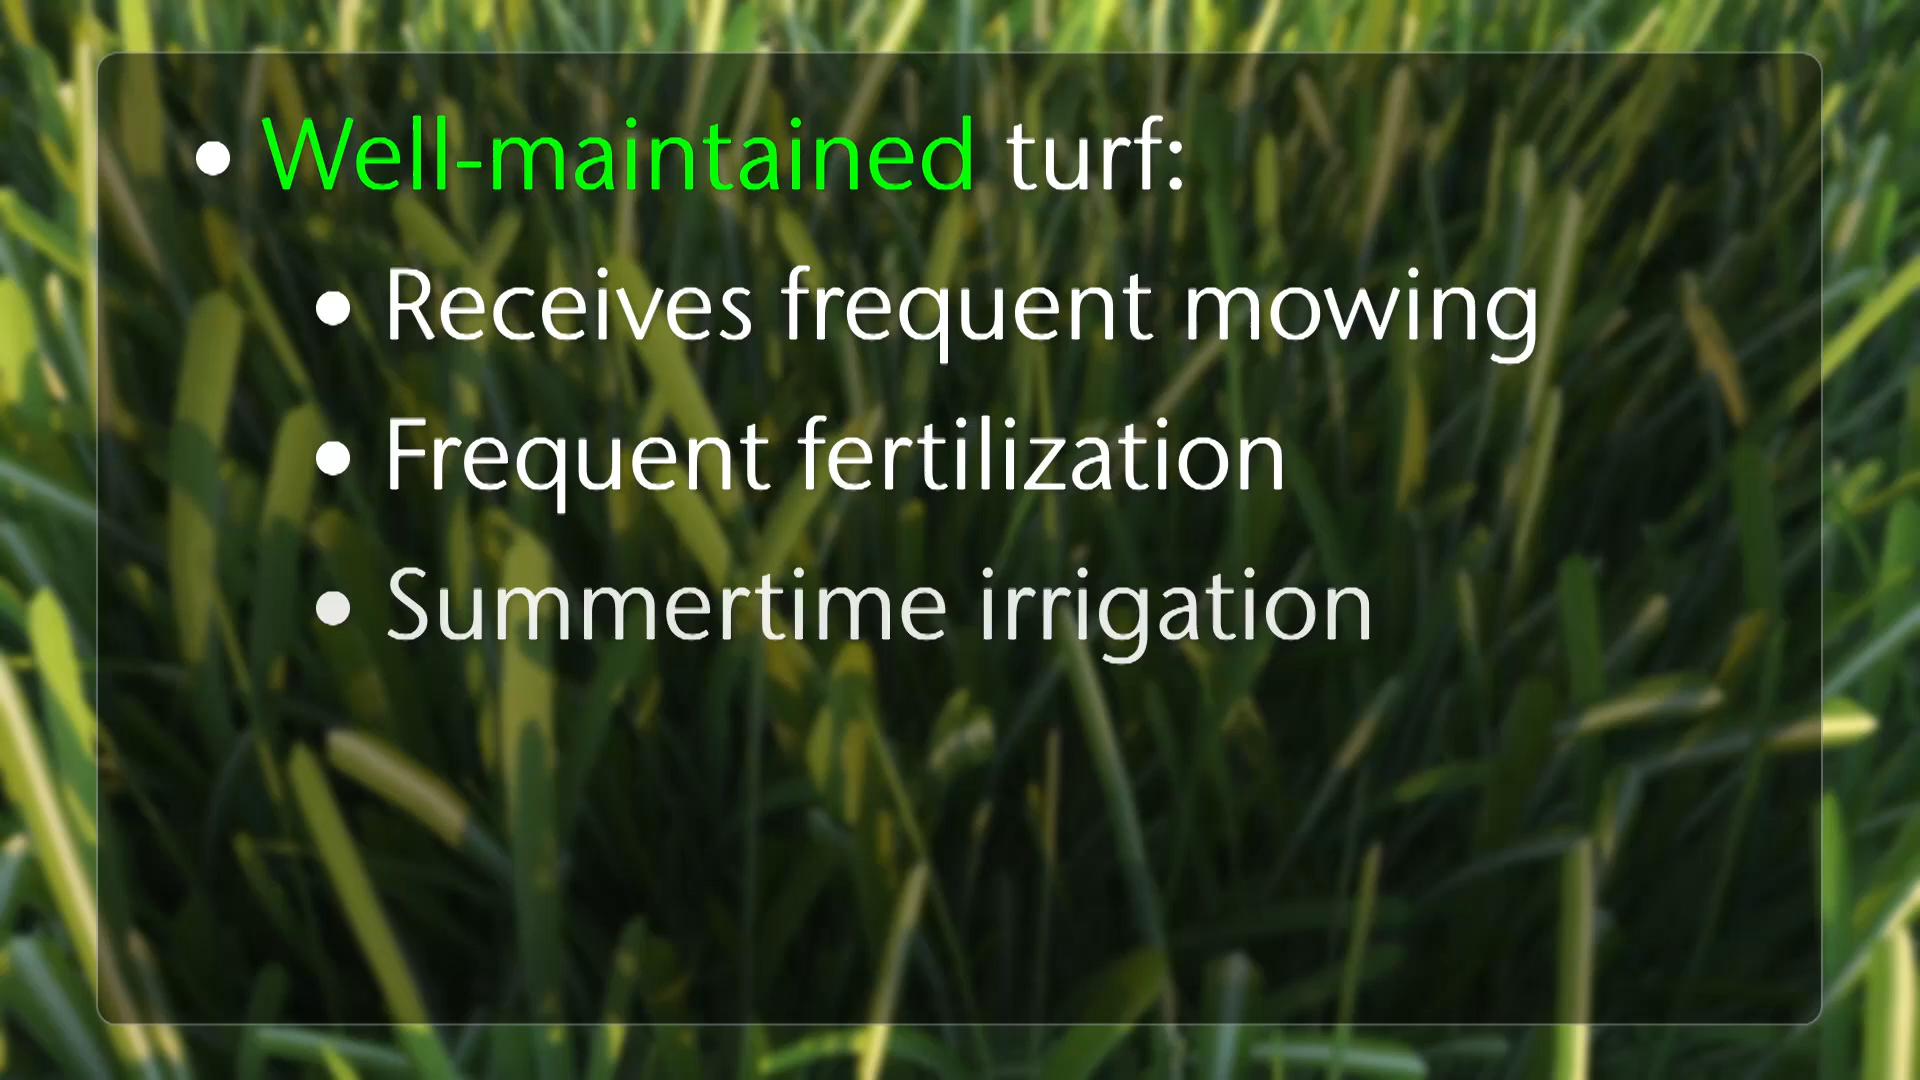 • Well-maintained turf:
• Receives frequent mowing
• Frequent fertilization
• Summertime irrigation